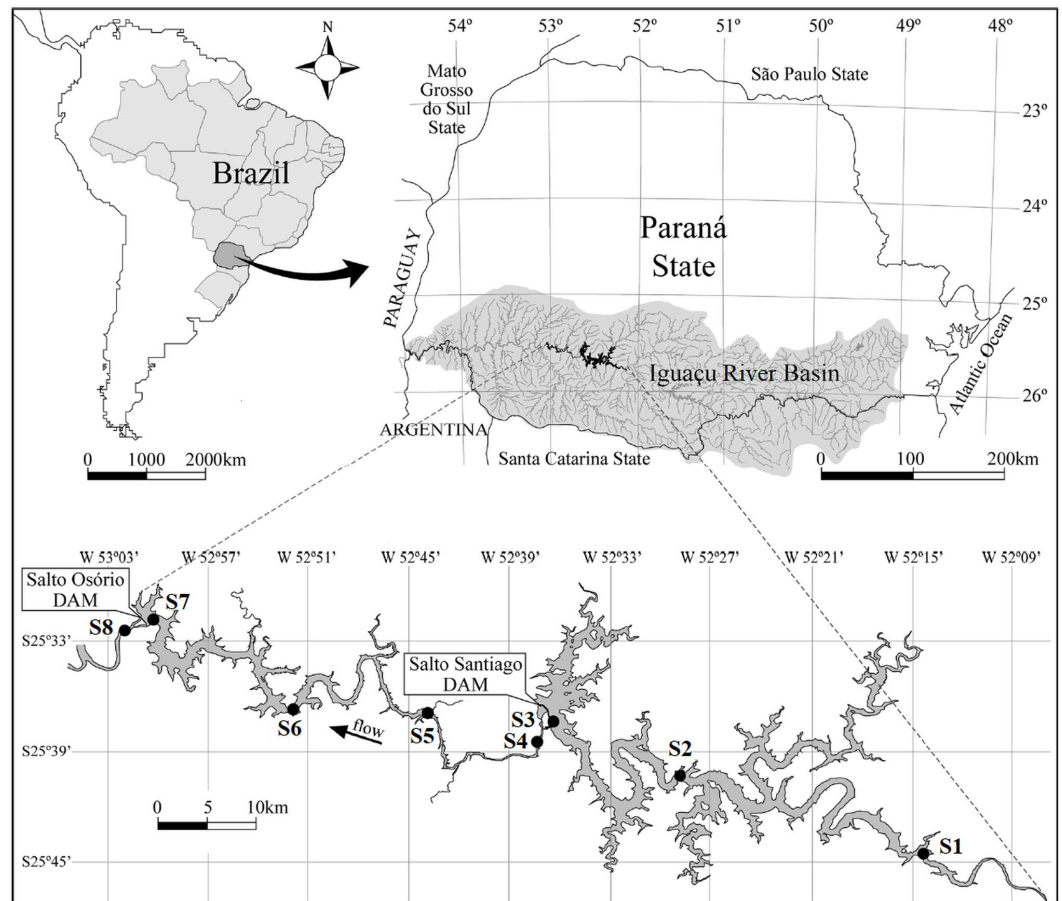 N
54º 53º 52º 51º 50º 49º 48º
Mato
Grosso
do Sul
State
São Paulo State
23º
Brazil
24º
Paraná
State
PARAGUAY
25º
Atlantic Ocean
Iguaçu River Basin
26º
ARGENTINA
Santa Catarina State
0 1000 2000km
0 100 200km
W 53º03' W 52º57' W 52º51' W 52º45' W 52º39' W 52º33' W 52º27' W 52º21' W 52º15' W 52º09'
Salto Osório
DAM
S7
S8
S25º33'
Salto Santiago
DAM
S3
S6
flow
S5
S4
S25º39'
S2
0 5 10km
S1
S25º45'